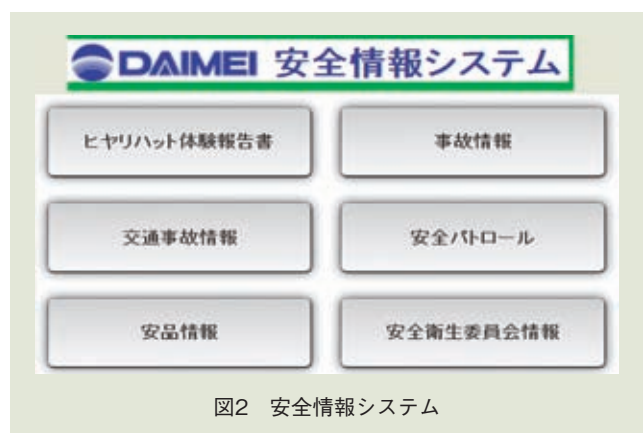 DAIMEI 安全情報システム
ヒヤリハット体験報告書
事故情報
交通事故情報
安全パトロール
安品情報
安全衛生委員会情報
図2 安全情報システム